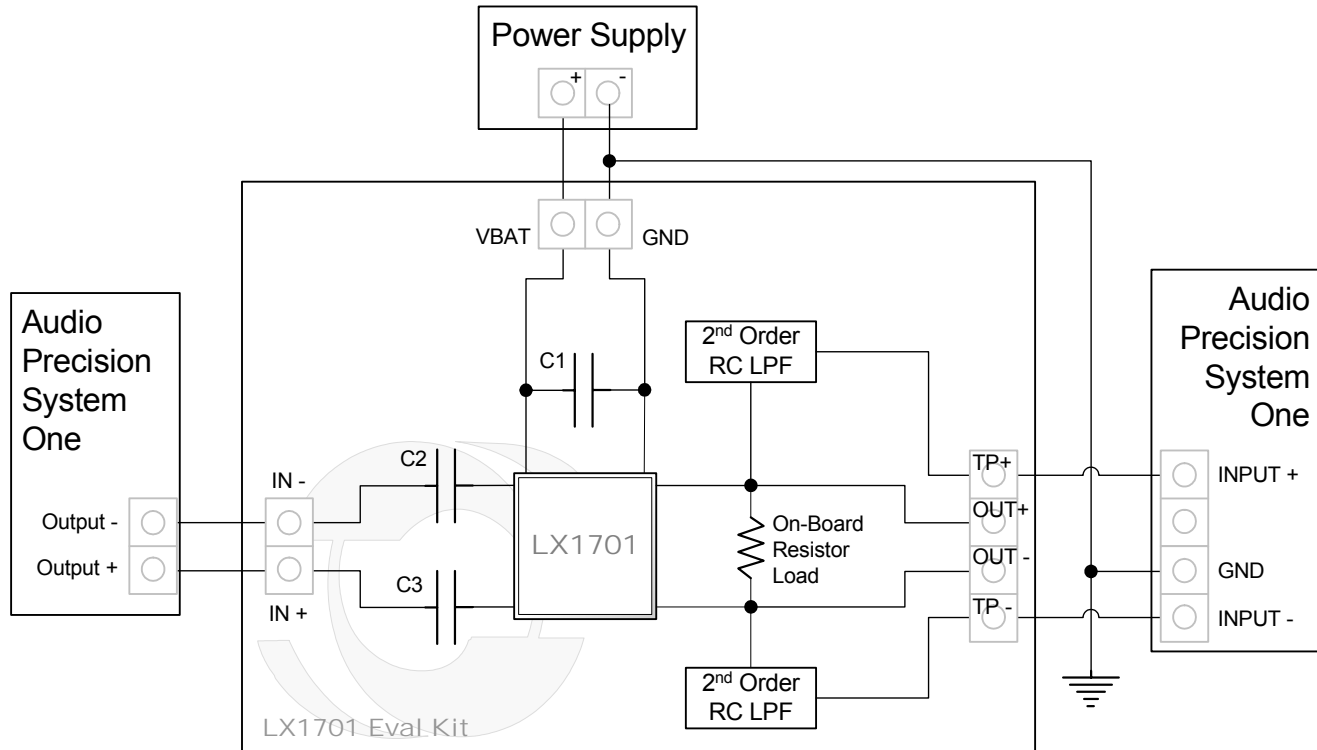 Power Supply
+ -
VBAT
GND
Audio
Precision
System
One
Output -
Output +
IN -
IN +
C1
C2
C3
LX1701
2nd Order
RC LPF
On-Board
Resistor
Load
2nd Order
RC LPF
TP+
OUT+
OUT -
TP -
Audio
Precision
System
One
INPUT +
GND
INPUT -
LX1701 Eval Kit